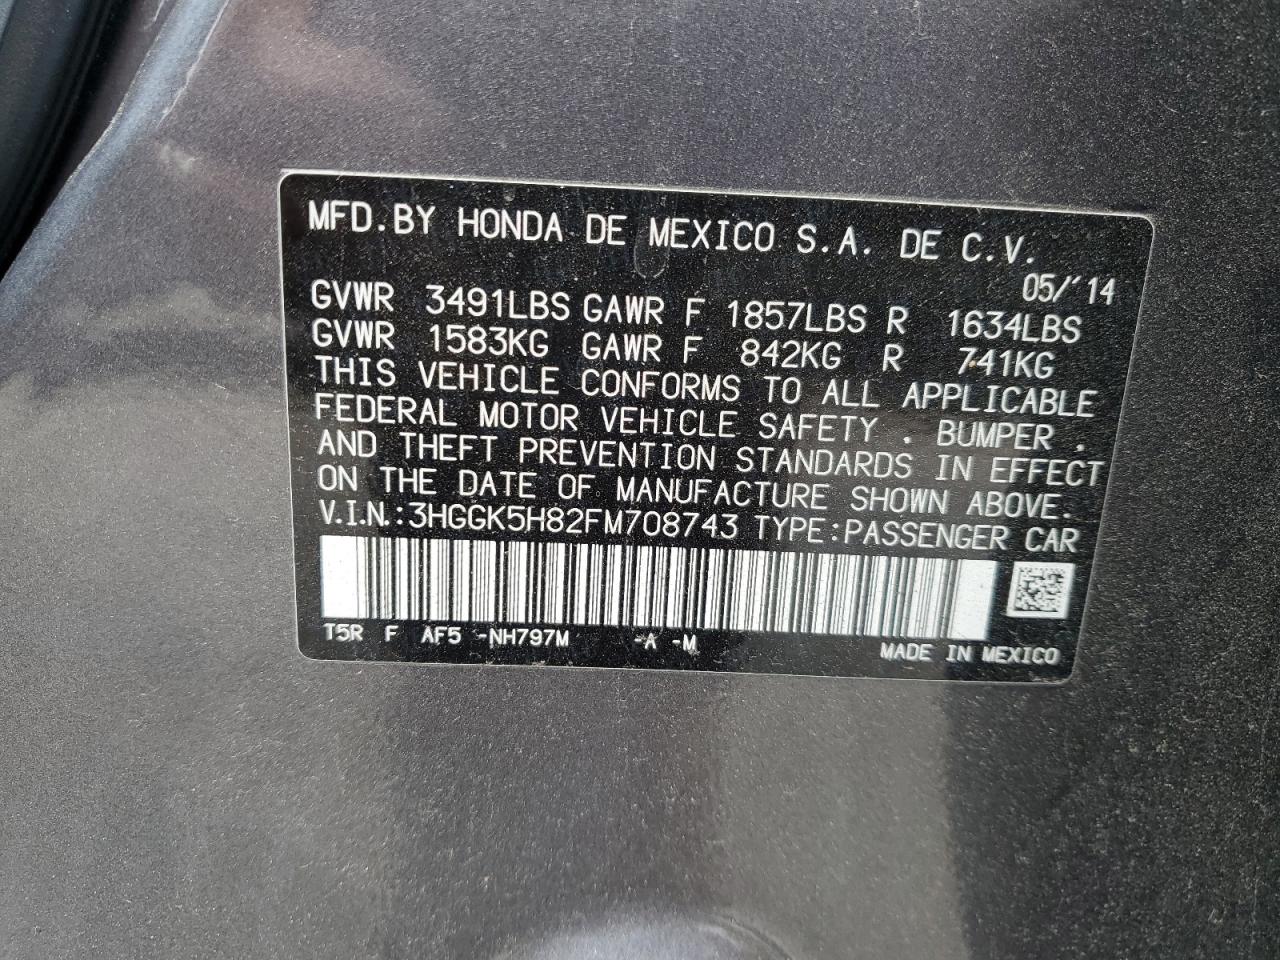 MFD.BY HONDA DE MEXICO S.A. DE C.V.
05/'14
GVWR 3491LBS GAWR F 1857LBS R 1634LBS
GVWR 1583KG GAWR F 842KG R 741KG
THIS VEHICLE CONFORMS TO ALL APPLICABLE
FEDERAL MOTOR VEHICLE SAFETY , BUMPER ,
AND THEFT PREVENTION STANDARDS IN EFFECT
ON THE DATE OF MANUFACTURE SHOWN ABOVE.
V.I.N.:3HGGK5H82FM708743 TYPE:PASSENGER CAR
T5R F AF5 -NH797M -A -M
MADE IN MEXICO